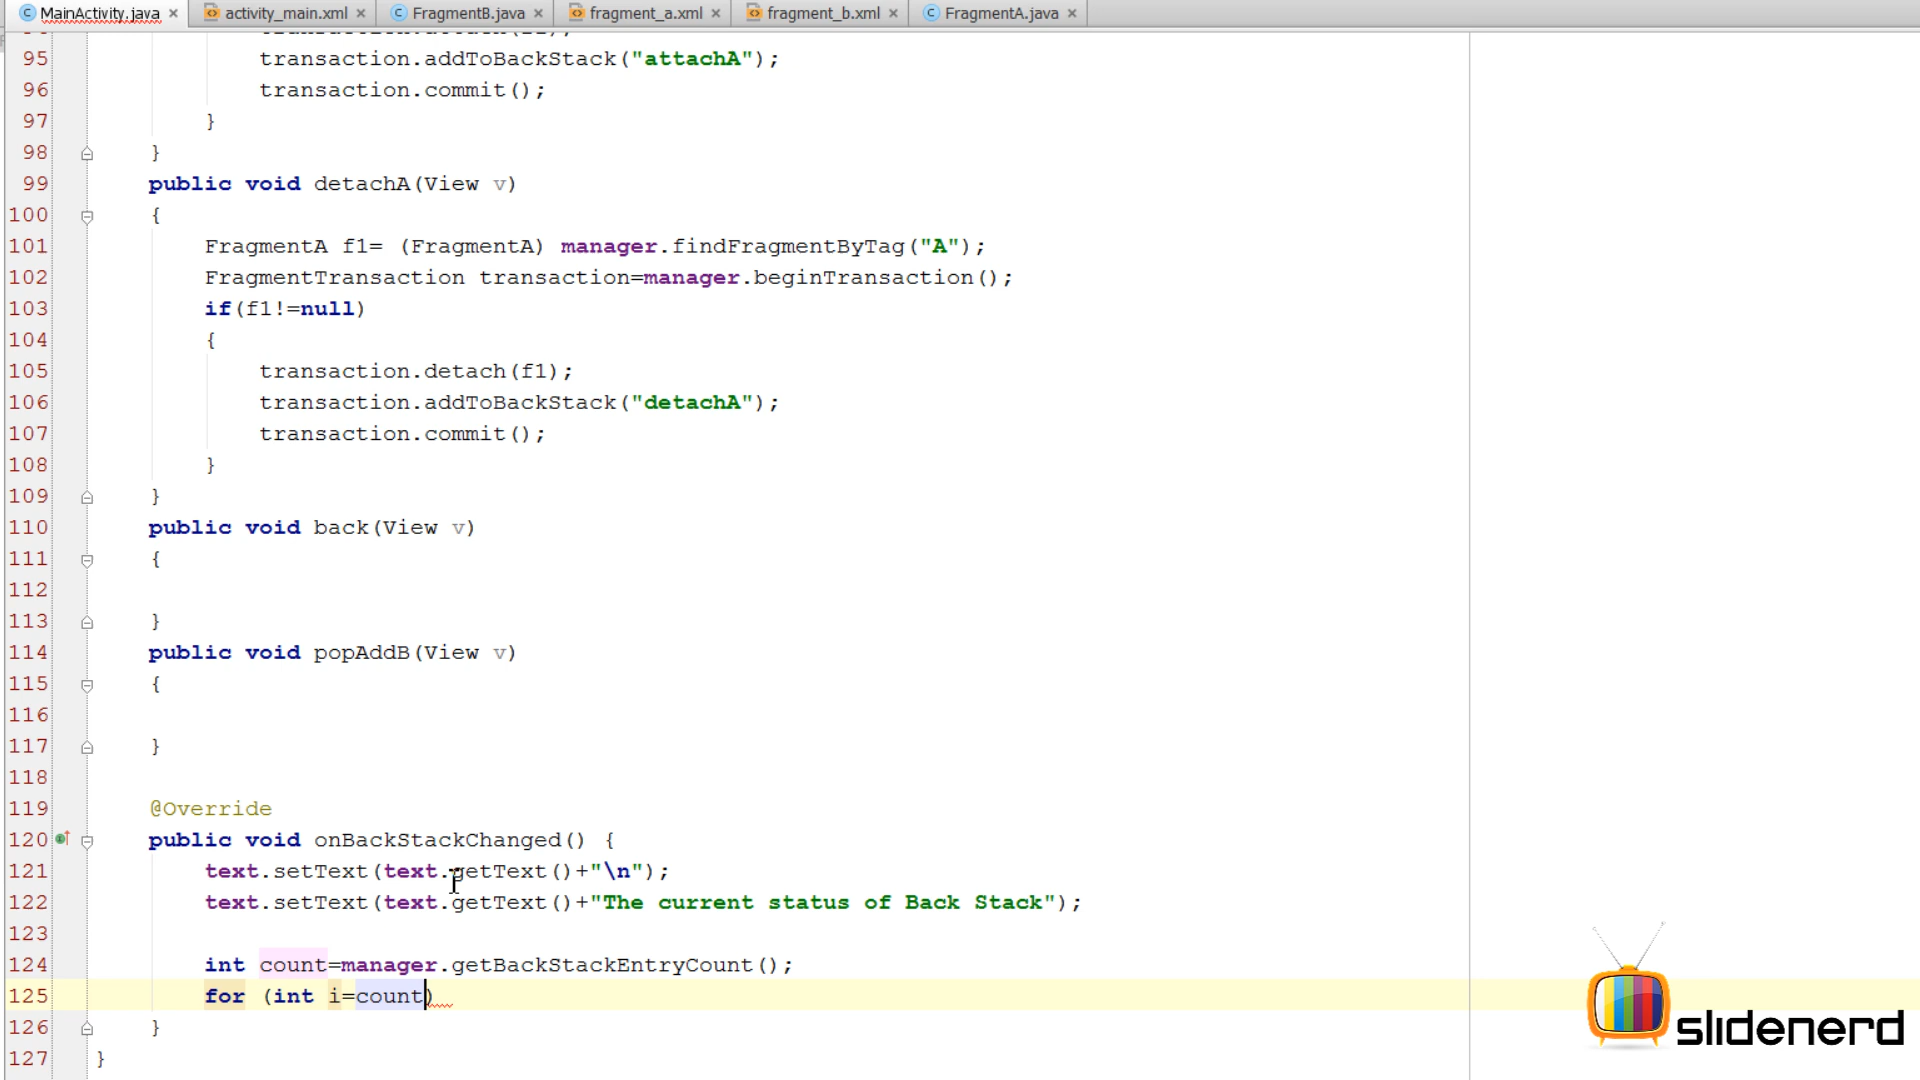 MainActivity.java activity_main.xml FragmentB.java fragment_a.xml fragment_b.xml FragmentA.java
95 transaction.addToBackStack("attachA");
96 transaction.commit();
97 }
98 }
99 public void detachA(View v)
100 {
101 FragmentA f1= (FragmentA) manager.findFragmentByTag("A");
102 FragmentTransaction transaction=manager.beginTransaction();
103 if(f1!=null)
104 {
105 transaction.detach(f1);
106 transaction.addToBackStack("detachA");
107 transaction.commit();
108 }
109 }
110 public void back(View v)
111 {
112
113 }
114 public void popAddB(View v)
115 {
116
117 }
118
119 @Override
120 public void onBackStackChanged() {
121 text.setText(text.getText()+"\n");
122 text.setText(text.getText()+"The current status of Back Stack");
123
124 int count=manager.getBackStackEntryCount();
125 for (int i=count)
126 }
127 }
slidenerd